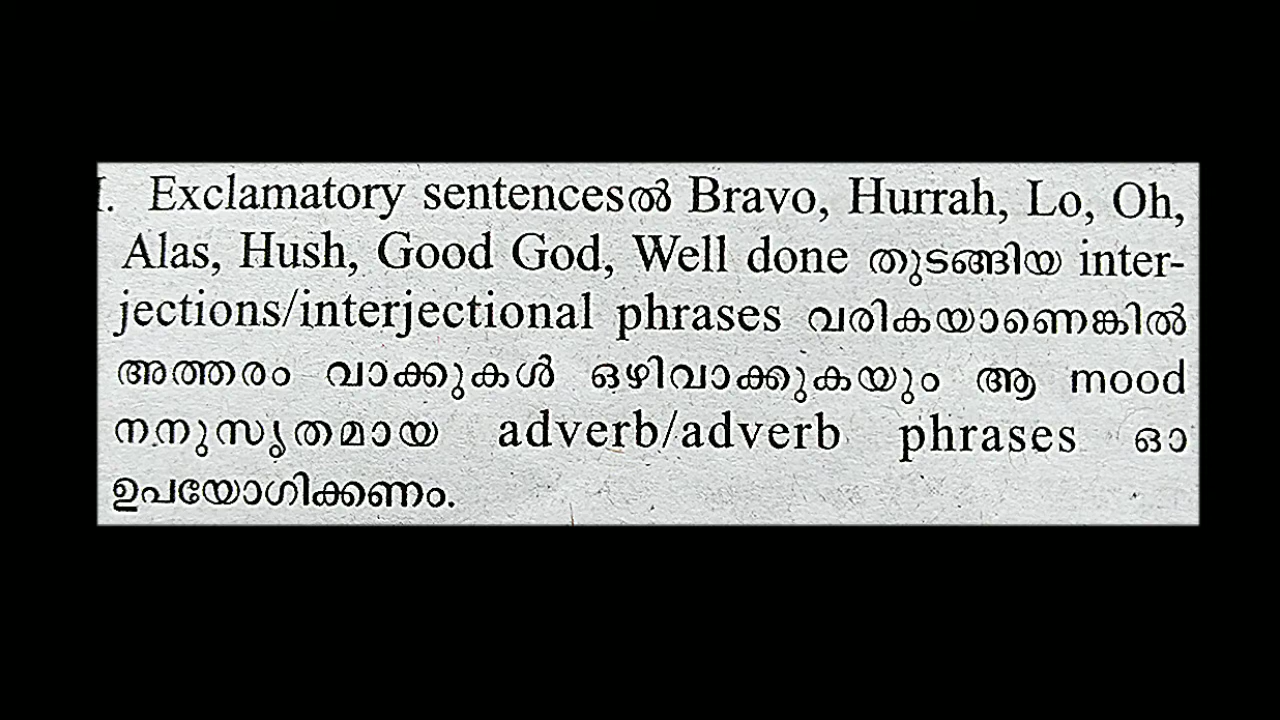 I. Exclamatory sentencesൽ Bravo, Hurrah, Lo, Oh,
Alas, Hush, Good God, Well done തുടങ്ങിയ inter-
jections/interjectional phrases വരികയാണെങ്കിൽ
അത്തരം വാക്കുകൾ ഒഴിവാക്കുകയും ആ mood
നനുസൃതമായ adverb/adverb phrases ഓ
ഉപയോഗിക്കണം.